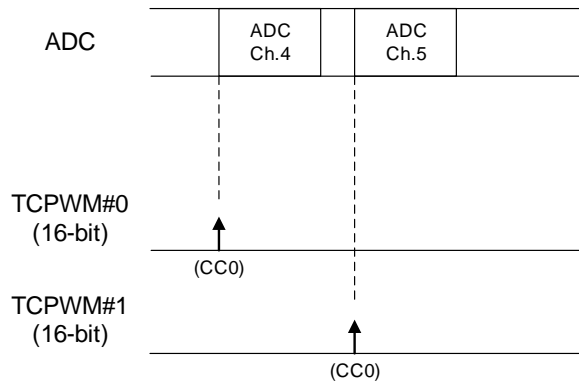 ADC
ADC
Ch.4
ADC
Ch.5
TCPWM#0
(16-bit)
(CC0)
TCPWM#1
(16-bit)
(CC0)